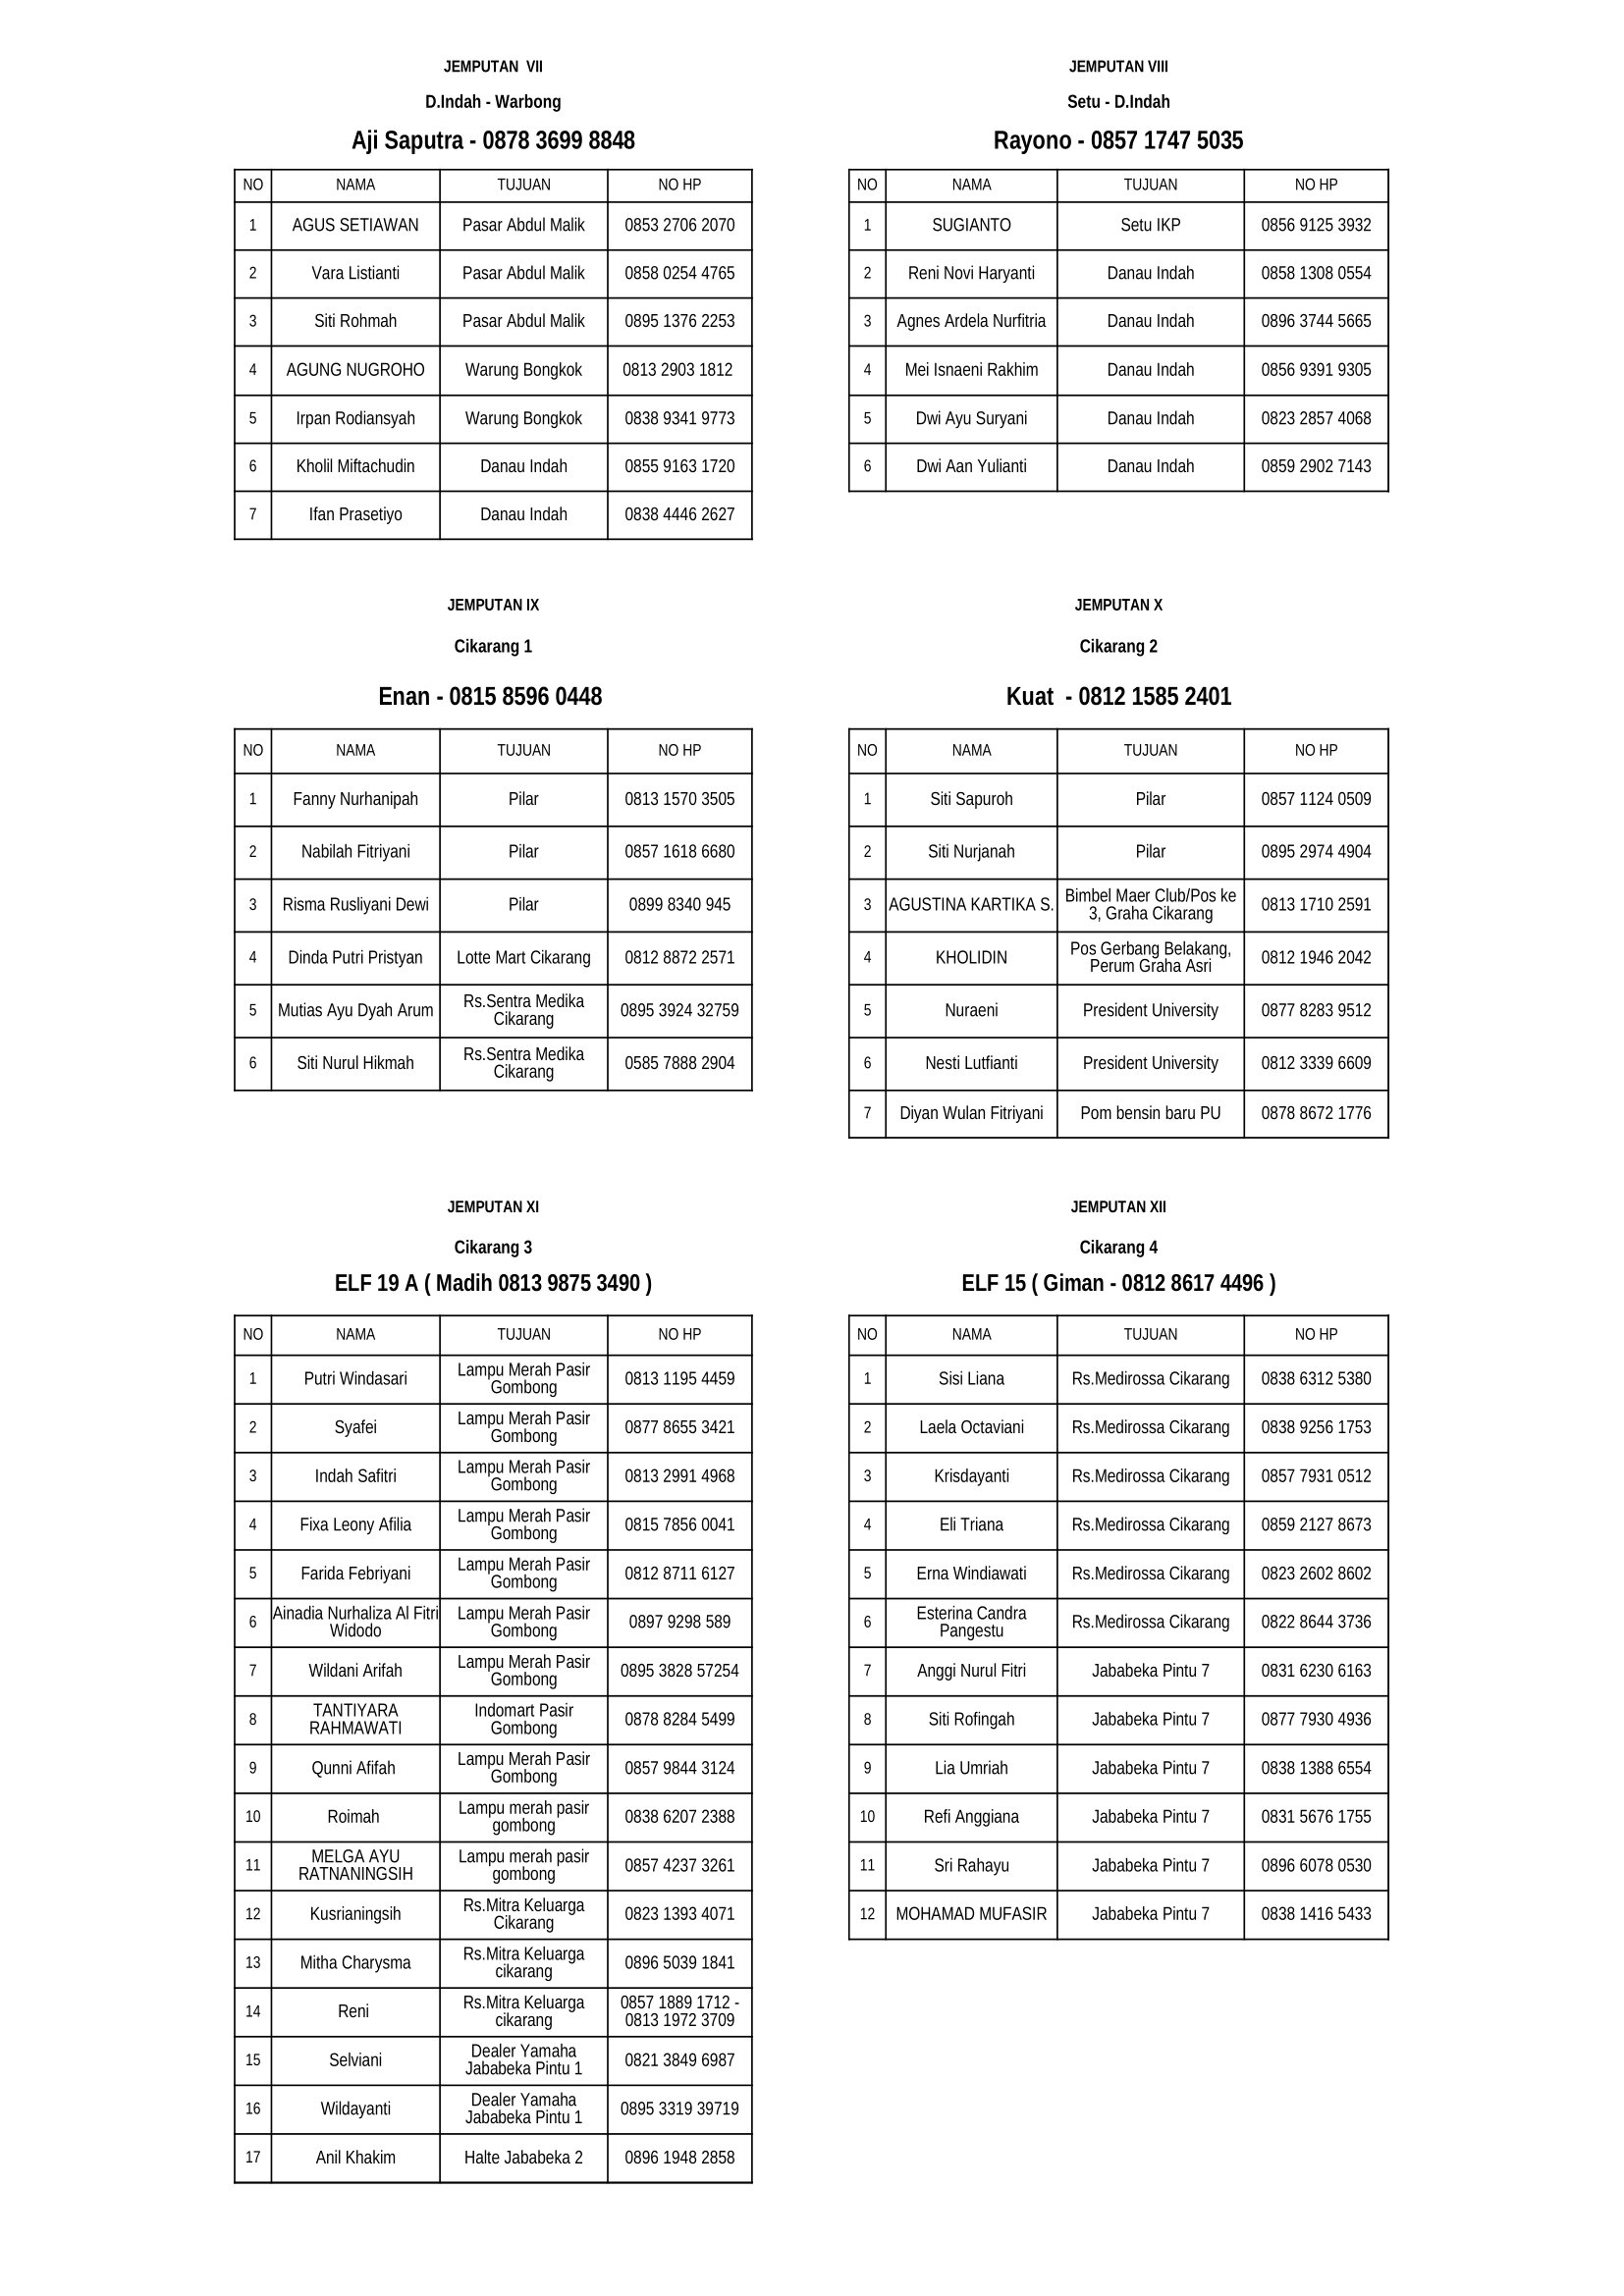 JEMPUTAN  VII
D.Indah - Warbong
Aji Saputra - 0878 3699 8848
NO NAMA TUJUAN NO HP
1 AGUS SETIAWAN Pasar Abdul Malik 0853 2706 2070
2 Vara Listianti Pasar Abdul Malik 0858 0254 4765
3 Siti Rohmah Pasar Abdul Malik 0895 1376 2253
4 AGUNG NUGROHO Warung Bongkok 0813 2903 1812
5 Irpan Rodiansyah Warung Bongkok 0838 9341 9773
6 Kholil Miftachudin Danau Indah 0855 9163 1720
7 Ifan Prasetiyo Danau Indah 0838 4446 2627
JEMPUTAN VIII
Setu - D.Indah
Rayono - 0857 1747 5035
NO NAMA TUJUAN NO HP
1 SUGIANTO Setu IKP 0856 9125 3932
2 Reni Novi Haryanti Danau Indah 0858 1308 0554
3 Agnes Ardela Nurfitria Danau Indah 0896 3744 5665
4 Mei Isnaeni Rakhim Danau Indah 0856 9391 9305
5 Dwi Ayu Suryani Danau Indah 0823 2857 4068
6 Dwi Aan Yulianti Danau Indah 0859 2902 7143
JEMPUTAN IX
Cikarang 1
Enan - 0815 8596 0448
NO NAMA TUJUAN NO HP
1 Fanny Nurhanipah Pilar 0813 1570 3505
2 Nabilah Fitriyani Pilar 0857 1618 6680
3 Risma Rusliyani Dewi Pilar 0899 8340 945
4 Dinda Putri Pristyan Lotte Mart Cikarang 0812 8872 2571
5 Mutias Ayu Dyah Arum Rs.Sentra Medika
Cikarang 0895 3924 32759
6 Siti Nurul Hikmah Rs.Sentra Medika
Cikarang 0585 7888 2904
JEMPUTAN X
Cikarang 2
Kuat  - 0812 1585 2401
NO NAMA TUJUAN NO HP
1 Siti Sapuroh Pilar 0857 1124 0509
2 Siti Nurjanah Pilar 0895 2974 4904
3 AGUSTINA KARTIKA S. Bimbel Maer Club/Pos ke
3, Graha Cikarang 0813 1710 2591
4 KHOLIDIN Pos Gerbang Belakang,
Perum Graha Asri 0812 1946 2042
5 Nuraeni President University 0877 8283 9512
6 Nesti Lutfianti President University 0812 3339 6609
7 Diyan Wulan Fitriyani Pom bensin baru PU 0878 8672 1776
JEMPUTAN XI
Cikarang 3
ELF 19 A ( Madih 0813 9875 3490 )
NO NAMA TUJUAN NO HP
1 Putri Windasari Lampu Merah Pasir
Gombong 0813 1195 4459
2 Syafei Lampu Merah Pasir
Gombong 0877 8655 3421
3 Indah Safitri Lampu Merah Pasir
Gombong 0813 2991 4968
4 Fixa Leony Afilia Lampu Merah Pasir
Gombong 0815 7856 0041
5 Farida Febriyani Lampu Merah Pasir
Gombong 0812 8711 6127
6 Ainadia Nurhaliza Al Fitri
Widodo Lampu Merah Pasir
Gombong 0897 9298 589
7 Wildani Arifah Lampu Merah Pasir
Gombong 0895 3828 57254
8 TANTIYARA
RAHMAWATI Indomart Pasir
Gombong 0878 8284 5499
9 Qunni Afifah Lampu Merah Pasir
Gombong 0857 9844 3124
10 Roimah Lampu merah pasir
gombong 0838 6207 2388
11 MELGA AYU
RATNANINGSIH Lampu merah pasir
gombong 0857 4237 3261
12 Kusrianingsih Rs.Mitra Keluarga
Cikarang 0823 1393 4071
13 Mitha Charysma Rs.Mitra Keluarga
cikarang 0896 5039 1841
14 Reni Rs.Mitra Keluarga
cikarang 0857 1889 1712 -
0813 1972 3709
15 Selviani Dealer Yamaha
Jababeka Pintu 1 0821 3849 6987
16 Wildayanti Dealer Yamaha
Jababeka Pintu 1 0895 3319 39719
17 Anil Khakim Halte Jababeka 2 0896 1948 2858
JEMPUTAN XII
Cikarang 4
ELF 15 ( Giman - 0812 8617 4496 )
NO NAMA TUJUAN NO HP
1 Sisi Liana Rs.Medirossa Cikarang 0838 6312 5380
2 Laela Octaviani Rs.Medirossa Cikarang 0838 9256 1753
3 Krisdayanti Rs.Medirossa Cikarang 0857 7931 0512
4 Eli Triana Rs.Medirossa Cikarang 0859 2127 8673
5 Erna Windiawati Rs.Medirossa Cikarang 0823 2602 8602
6 Esterina Candra
Pangestu Rs.Medirossa Cikarang 0822 8644 3736
7 Anggi Nurul Fitri Jababeka Pintu 7 0831 6230 6163
8 Siti Rofingah Jababeka Pintu 7 0877 7930 4936
9 Lia Umriah Jababeka Pintu 7 0838 1388 6554
10 Refi Anggiana Jababeka Pintu 7 0831 5676 1755
11 Sri Rahayu Jababeka Pintu 7 0896 6078 0530
12 MOHAMAD MUFASIR Jababeka Pintu 7 0838 1416 5433